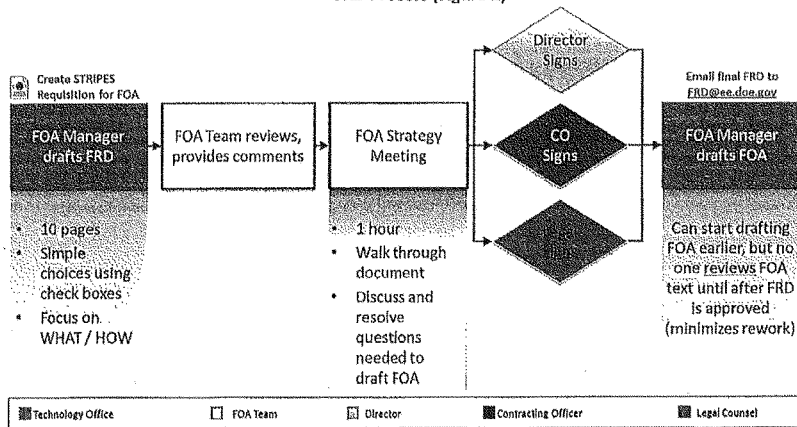 Create STRIPES
Requisition for FOA
FOA Manager
drafts FRD
10 pages
Simple
choices using
check boxes
Focus on
WHAT / HOW
FOA Team reviews,
provides comments
FOA Strategy
Meeting
1 hour
Walk through
document
Discuss and
resolve
questions
needed to
draft FOA
Director
Signs
CO
Signs
Email final FRD to
FRD@ee.doe.gov
FOA Manager
drafts FOA
Can start drafting
FOA earlier, but no
one reviews FOA
text until after FRD
is approved
(minimizes rework)
Technology Office
FOA Team
Director
Contracting Officer
Legal Counsel